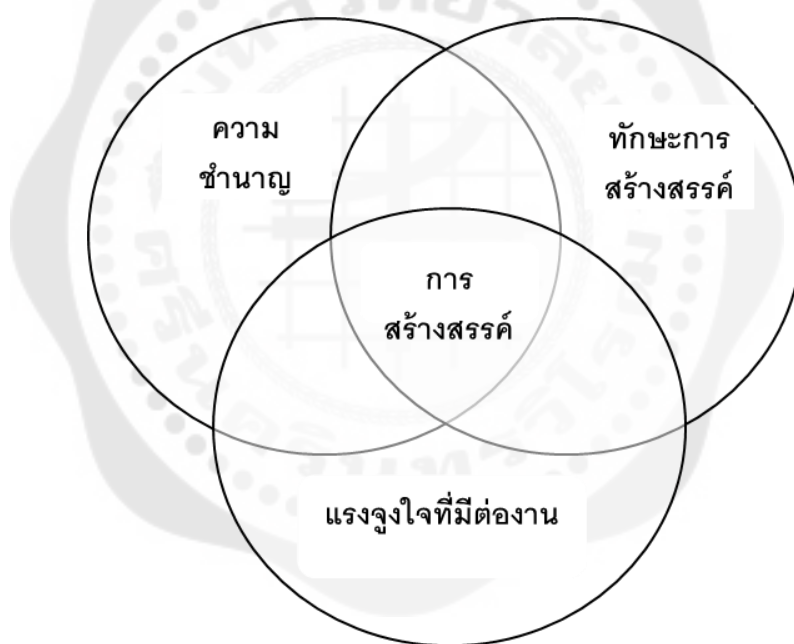 ความ
ชำนาญ
ทักษะการ
สร้างสรรค์
การ
สร้างสรรค์
แรงจูงใจที่มีต่องาน